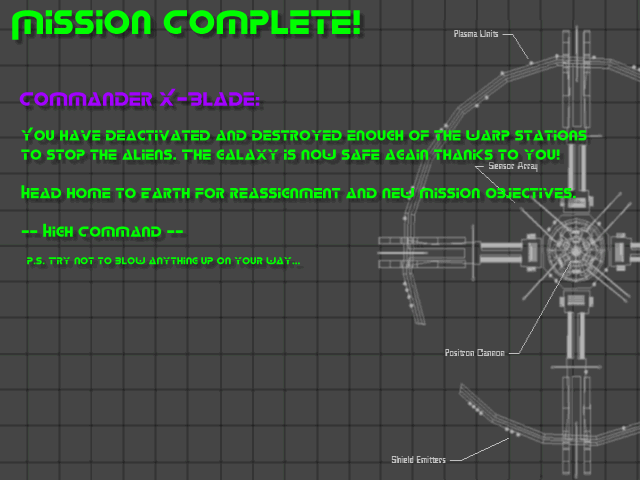 MISSION COMPLETE!
COMMANDER X-BLADE:
YOU HAVE DEACTIVATED AND DESTROYED ENOUGH OF THE WARP STATIONS
TO STOP THE ALIENS. THE GALAXY IS NOW SAFE AGAIN THANKS TO YOU!
HEAD HOME TO EARTH FOR REASSIGNMENT AND NEW MISSION OBJECTIVES.
-- HIGH COMMAND --
P.S. TRY NOT TO BLOW ANYTHING UP ON YOUR WAY...
Plasma Units
Sensor Array
Positron Cannon
Shield Emitters